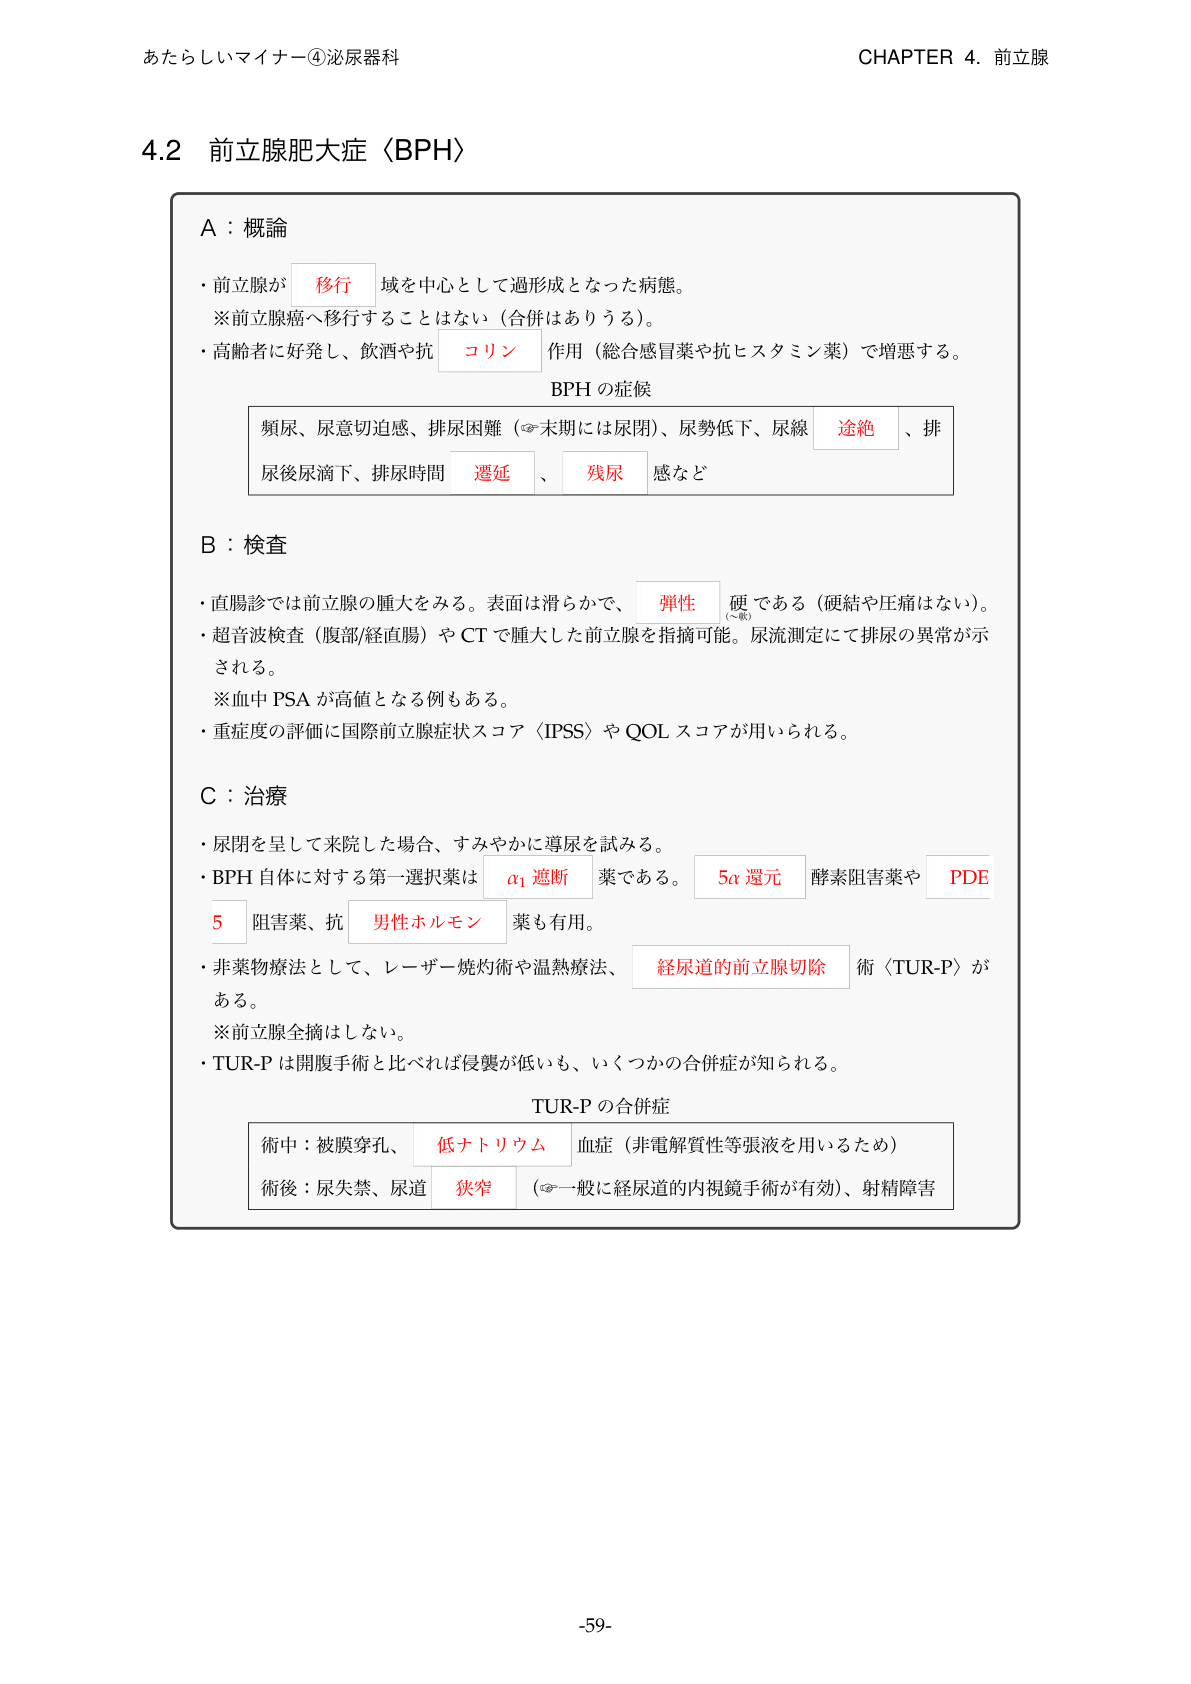 あたらしいマイナー④泌尿器科
CHAPTER 4. 前立腺
4.2 前立腺肥大症〈BPH〉
A：概論
・前立腺が 移行 域を中心として過形成となった病態。
※前立腺癌へ移行することはない（合併はありうる）。
・高齢者に好発し、飲酒や抗 コリン 作用（総合感冒薬や抗ヒスタミン薬）で増悪する。
BPH の症候
頻尿、尿意切迫感、排尿困難（☞末期には尿閉）、尿勢低下、尿線 途絶 、排
尿後尿滴下、排尿時間 遷延 、 残尿 感など
B：検査
・直腸診では前立腺の腫大をみる。表面は滑らかで、 弾性 硬である（硬結や圧痛はない）。
(～軟)
・超音波検査（腹部/経直腸）や CT で腫大した前立腺を指摘可能。尿流測定にて排尿の異常が示
される。
※血中 PSA が高値となる例もある。
・重症度の評価に国際前立腺症状スコア〈IPSS〉や QOL スコアが用いられる。
C：治療
・尿閉を呈して来院した場合、すみやかに導尿を試みる。
・BPH 自体に対する第一選択薬は α₁ 遮断 薬である。 5α 還元 酵素阻害薬や PDE
5 阻害薬、抗 男性ホルモン 薬も有用。
・非薬物療法として、レーザー焼灼術や温熱療法、 経尿道的前立腺切除 術〈TUR-P〉が
ある。
※前立腺全摘はしない。
・TUR-P は開腹手術と比べれば侵襲が低いも、いくつかの合併症が知られる。
TUR-P の合併症
術中：被膜穿孔、 低ナトリウム 血症（非電解質性等張液を用いるため）
術後：尿失禁、尿道 狭窄 （☞一般に経尿道的内視鏡手術が有効）、射精障害
-59-